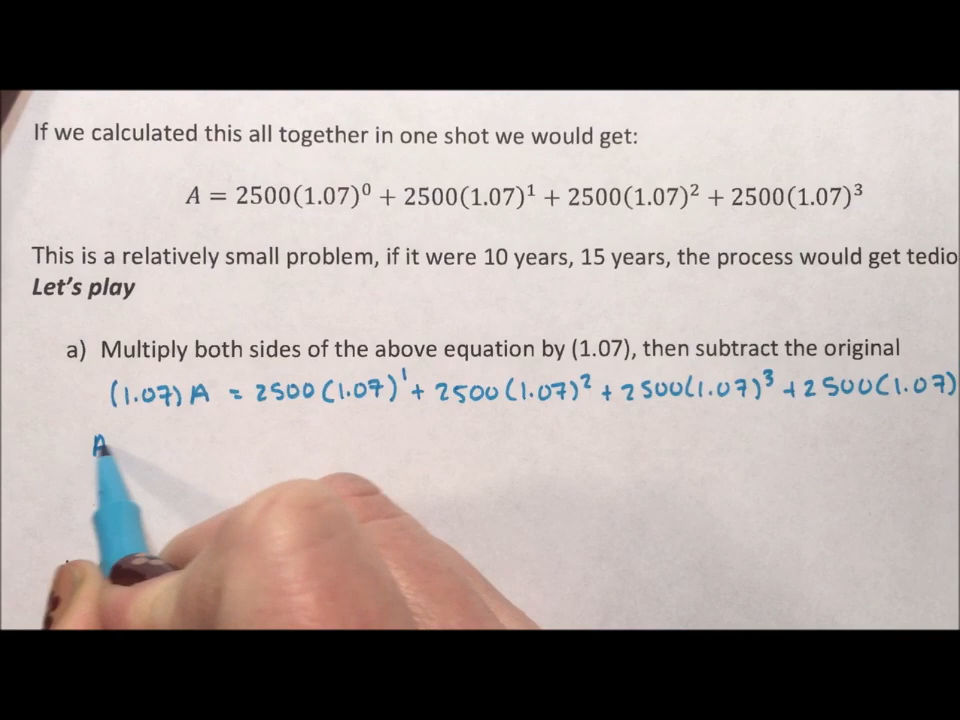 If we calculated this all together in one shot we would get:
A = 2500(1.07)⁰ + 2500(1.07)¹ + 2500(1.07)² + 2500(1.07)³
This is a relatively small problem, if it were 10 years, 15 years, the process would get tedio
Let's play
a) Multiply both sides of the above equation by (1.07), then subtract the original
(1.07) A = 2500(1.07)¹ + 2500(1.07)² + 2500(1.07)³ + 2500(1.07)
A